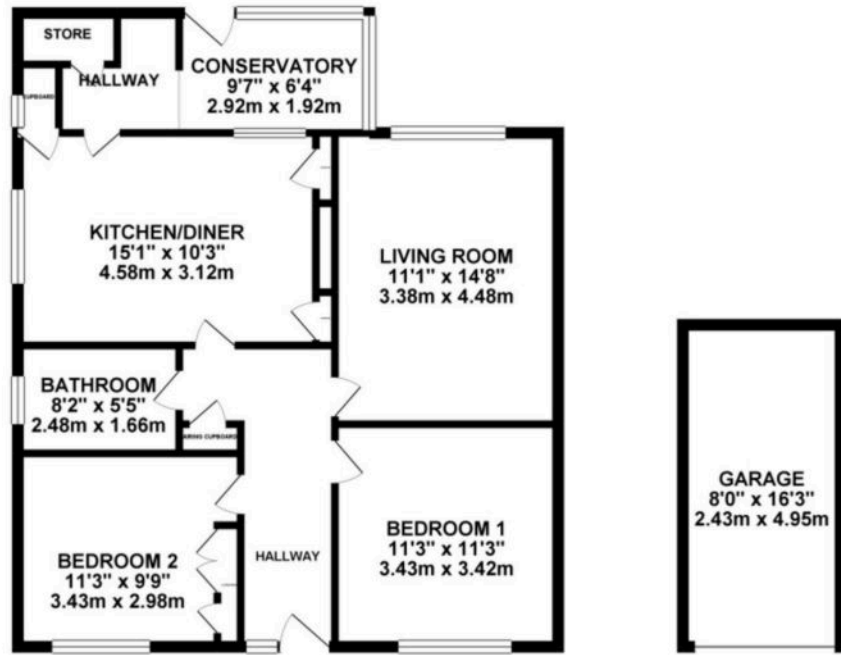 STORE
HALLWAY
CONSERVATORY
9'7" x 6'4"
2.92m x 1.92m
CUPBOARD
KITCHEN/DINER
15'1" x 10'3"
4.58m x 3.12m
LIVING ROOM
11'1" x 14'8"
3.38m x 4.48m
BATHROOM
8'2" x 5'5"
2.48m x 1.66m
ARING CUPBOARD
BEDROOM 2
11'3" x 9'9"
3.43m x 2.98m
HALLWAY
BEDROOM 1
11'3" x 11'3"
3.43m x 3.42m
GARAGE
8'0" x 16'3"
2.43m x 4.95m